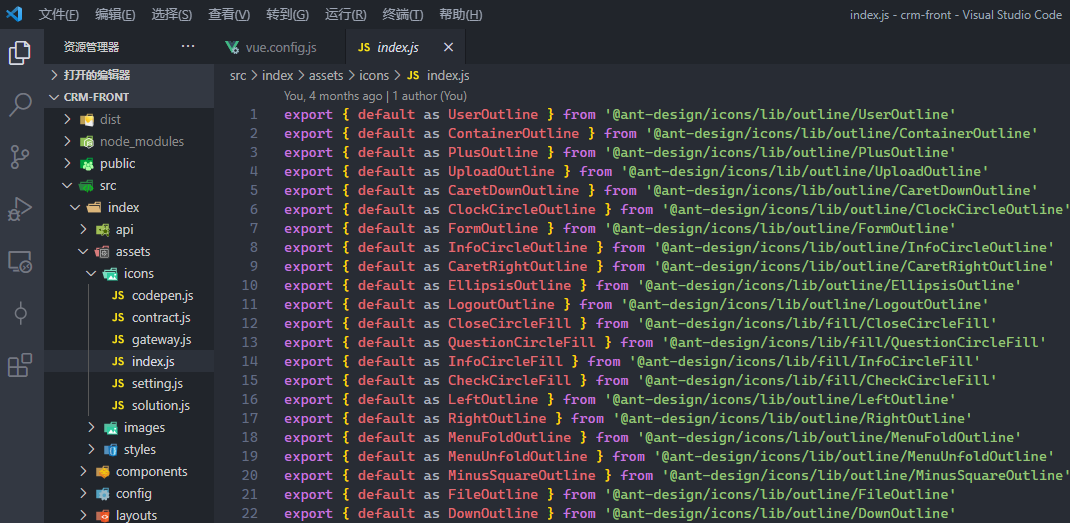 文件(F) 编辑(E) 选择(S) 查看(V) 转到(G) 运行(R) 终端(T) 帮助(H) index.js - crm-front - Visual Studio Code
资源管理器 ···
打开的编辑器
CRM-FRONT
dist
node_modules
public
src
index
api
assets
icons
JS codepen.js
JS contract.js
JS gateway.js
JS index.js
JS setting.js
JS solution.js
images
styles
components
config
layouts
vue.config.js
JS index.js ×
src > index > assets > icons > JS index.js
You, 4 months ago | 1 author (You)
1 export { default as UserOutline } from '@ant-design/icons/lib/outline/UserOutline'
2 export { default as ContainerOutline } from '@ant-design/icons/lib/outline/ContainerOutline'
3 export { default as PlusOutline } from '@ant-design/icons/lib/outline/PlusOutline'
4 export { default as UploadOutline } from '@ant-design/icons/lib/outline/UploadOutline'
5 export { default as CaretDownOutline } from '@ant-design/icons/lib/outline/CaretDownOutline'
6 export { default as ClockCircleOutline } from '@ant-design/icons/lib/outline/ClockCircleOutline'
7 export { default as FormOutline } from '@ant-design/icons/lib/outline/FormOutline'
8 export { default as InfoCircleOutline } from '@ant-design/icons/lib/outline/InfoCircleOutline'
9 export { default as CaretRightOutline } from '@ant-design/icons/lib/outline/CaretRightOutline'
10 export { default as EllipsisOutline } from '@ant-design/icons/lib/outline/EllipsisOutline'
11 export { default as LogoutOutline } from '@ant-design/icons/lib/outline/LogoutOutline'
12 export { default as CloseCircleFill } from '@ant-design/icons/lib/fill/CloseCircleFill'
13 export { default as QuestionCircleFill } from '@ant-design/icons/lib/fill/QuestionCircleFill'
14 export { default as InfoCircleFill } from '@ant-design/icons/lib/fill/InfoCircleFill'
15 export { default as CheckCircleFill } from '@ant-design/icons/lib/fill/CheckCircleFill'
16 export { default as LeftOutline } from '@ant-design/icons/lib/outline/LeftOutline'
17 export { default as RightOutline } from '@ant-design/icons/lib/outline/RightOutline'
18 export { default as MenuFoldOutline } from '@ant-design/icons/lib/outline/MenuFoldOutline'
19 export { default as MenuUnfoldOutline } from '@ant-design/icons/lib/outline/MenuUnfoldOutline'
20 export { default as MinusSquareOutline } from '@ant-design/icons/lib/outline/MinusSquareOutline'
21 export { default as FileOutline } from '@ant-design/icons/lib/outline/FileOutline'
22 export { default as DownOutline } from '@ant-design/icons/lib/outline/DownOutline'